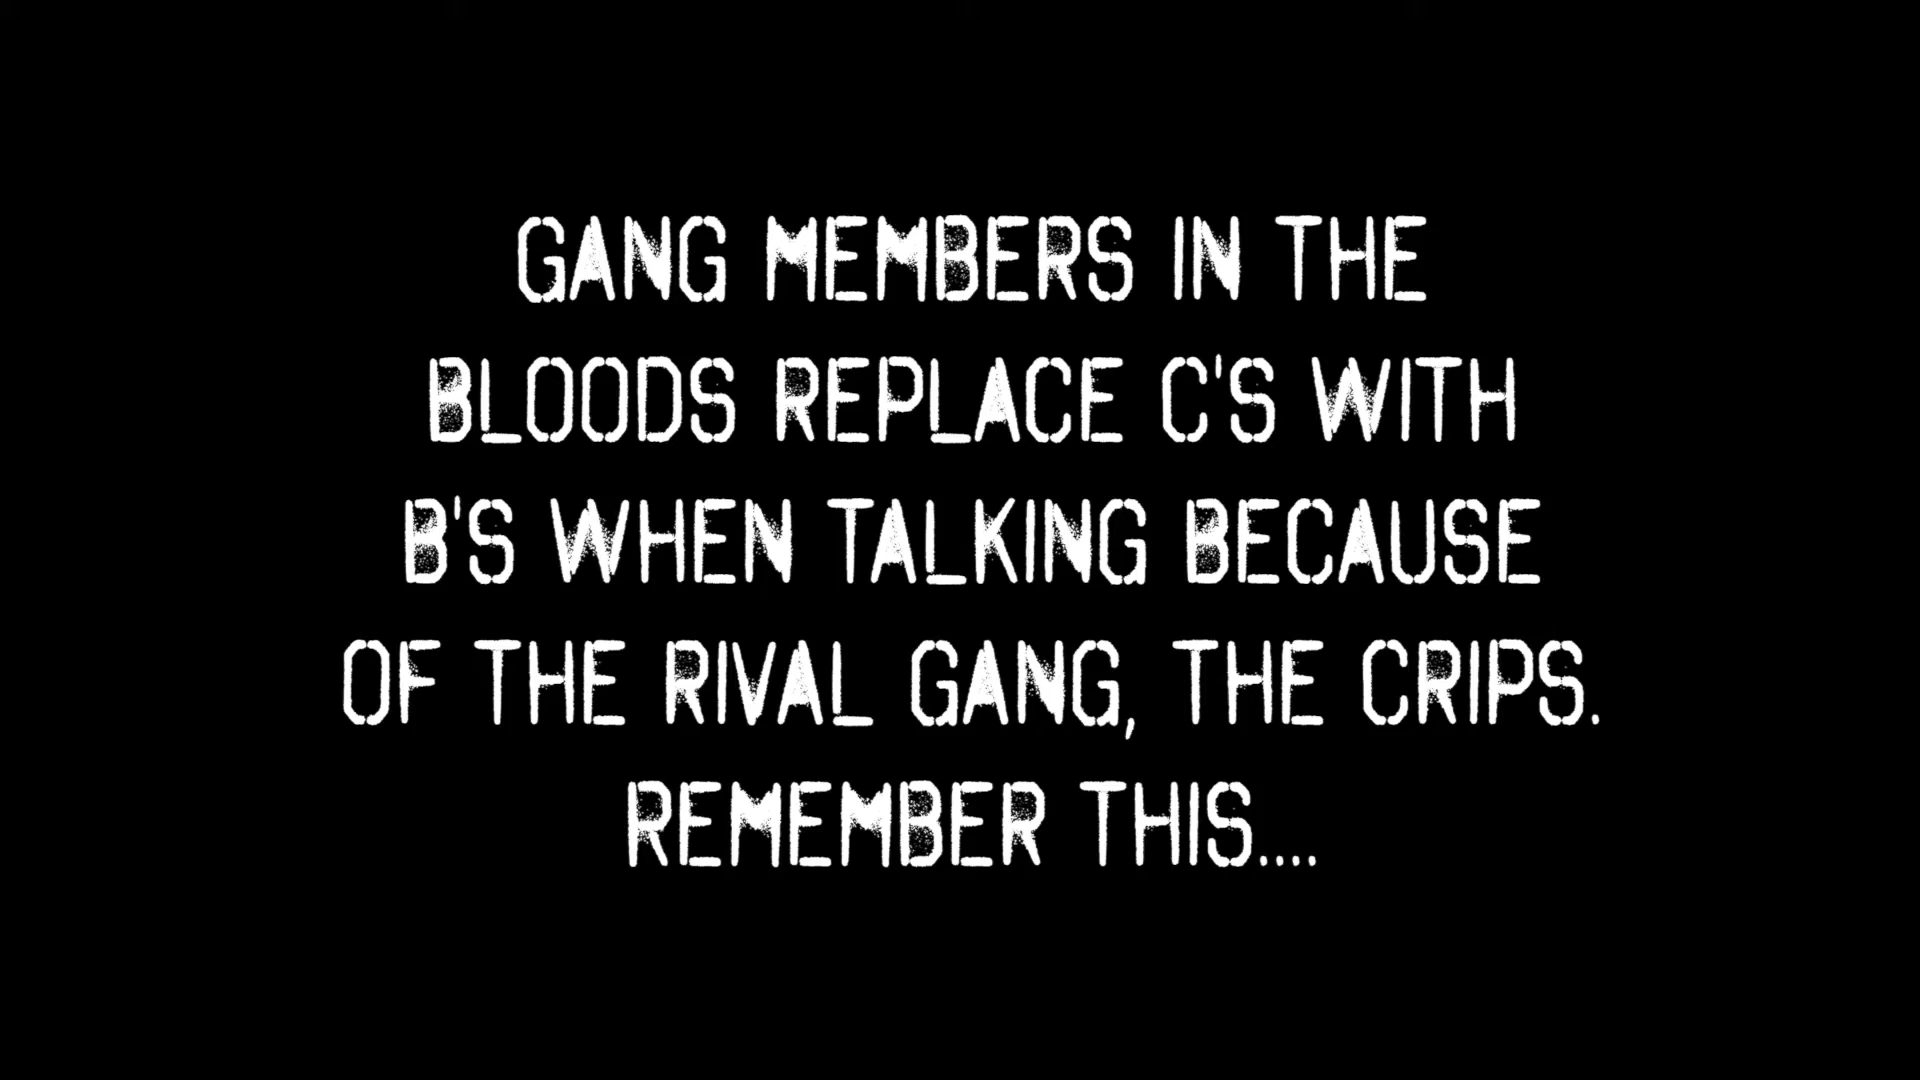 GANG MEMBERS IN THE
BLOODS REPLACE C'S WITH
B'S WHEN TALKING BECAUSE
OF THE RIVAL GANG, THE CRIPS.
REMEMBER THIS....